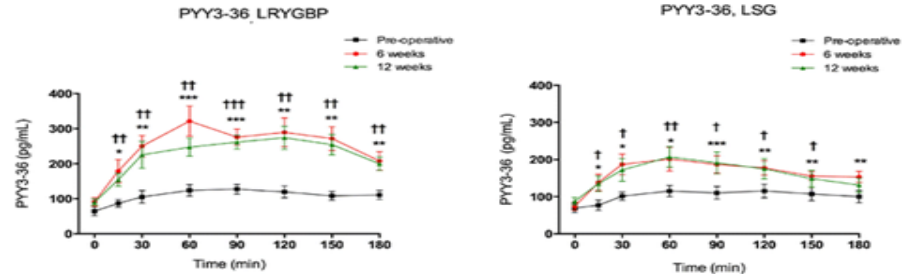 PYY3-36, LRYGBP
Pre-operative
6 weeks
12 weeks
†† †† †† ††† †† †† ††
* ** *** *** ** ** **
400
300
200
100
0
PYY3-36 (pg/mL)
0 15 30 60 90 120 150 180
Time (min)
PYY3-36, LSG
Pre-operative
6 weeks
12 weeks
† † †† † † †
* * * *** ** ** **
400
300
200
100
0
PYY3-36 (pg/mL)
0 15 30 60 90 120 150 180
Time (min)